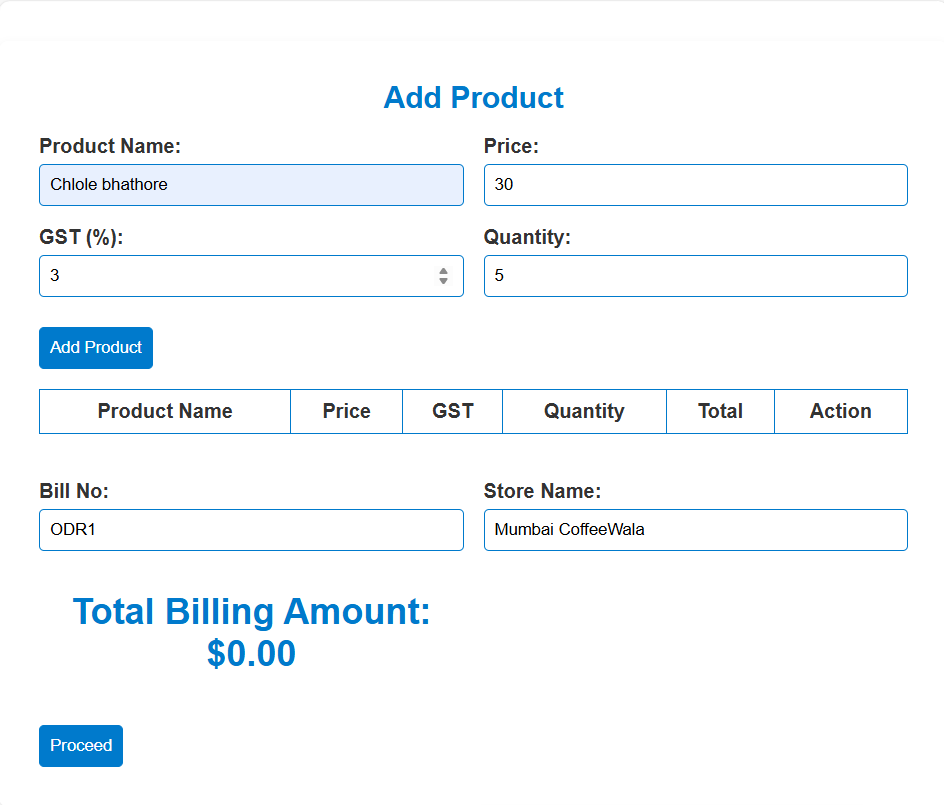 Add Product
Product Name: Price:
Chlole bhathore 30
GST (%): Quantity:
3 5
Add Product
Product Name Price GST Quantity Total Action
Bill No: Store Name:
ODR1 Mumbai CoffeeWala
Total Billing Amount:
$0.00
Proceed